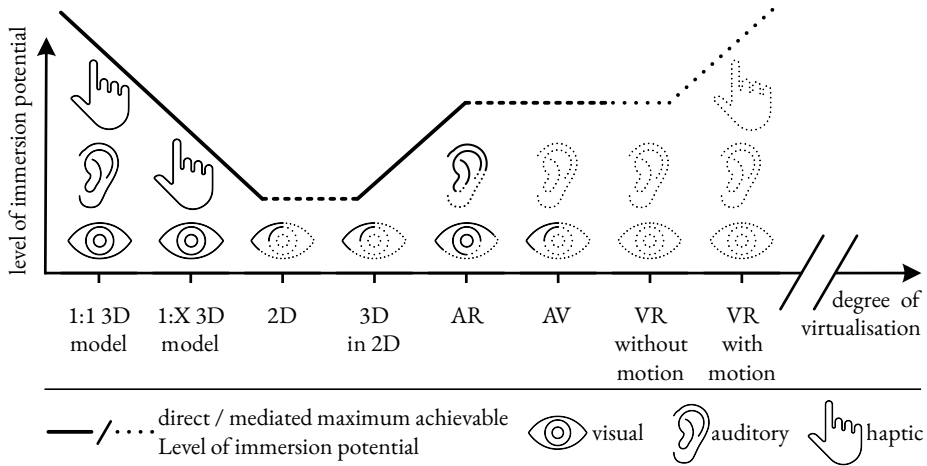 level of immersion potential
1:1 3D
model
1:X 3D
model
2D
3D
in 2D
AR
AV
VR
without
motion
VR
with
motion
degree of
virtualisation
direct / mediated maximum achievable
Level of immersion potential
visual
auditory
haptic